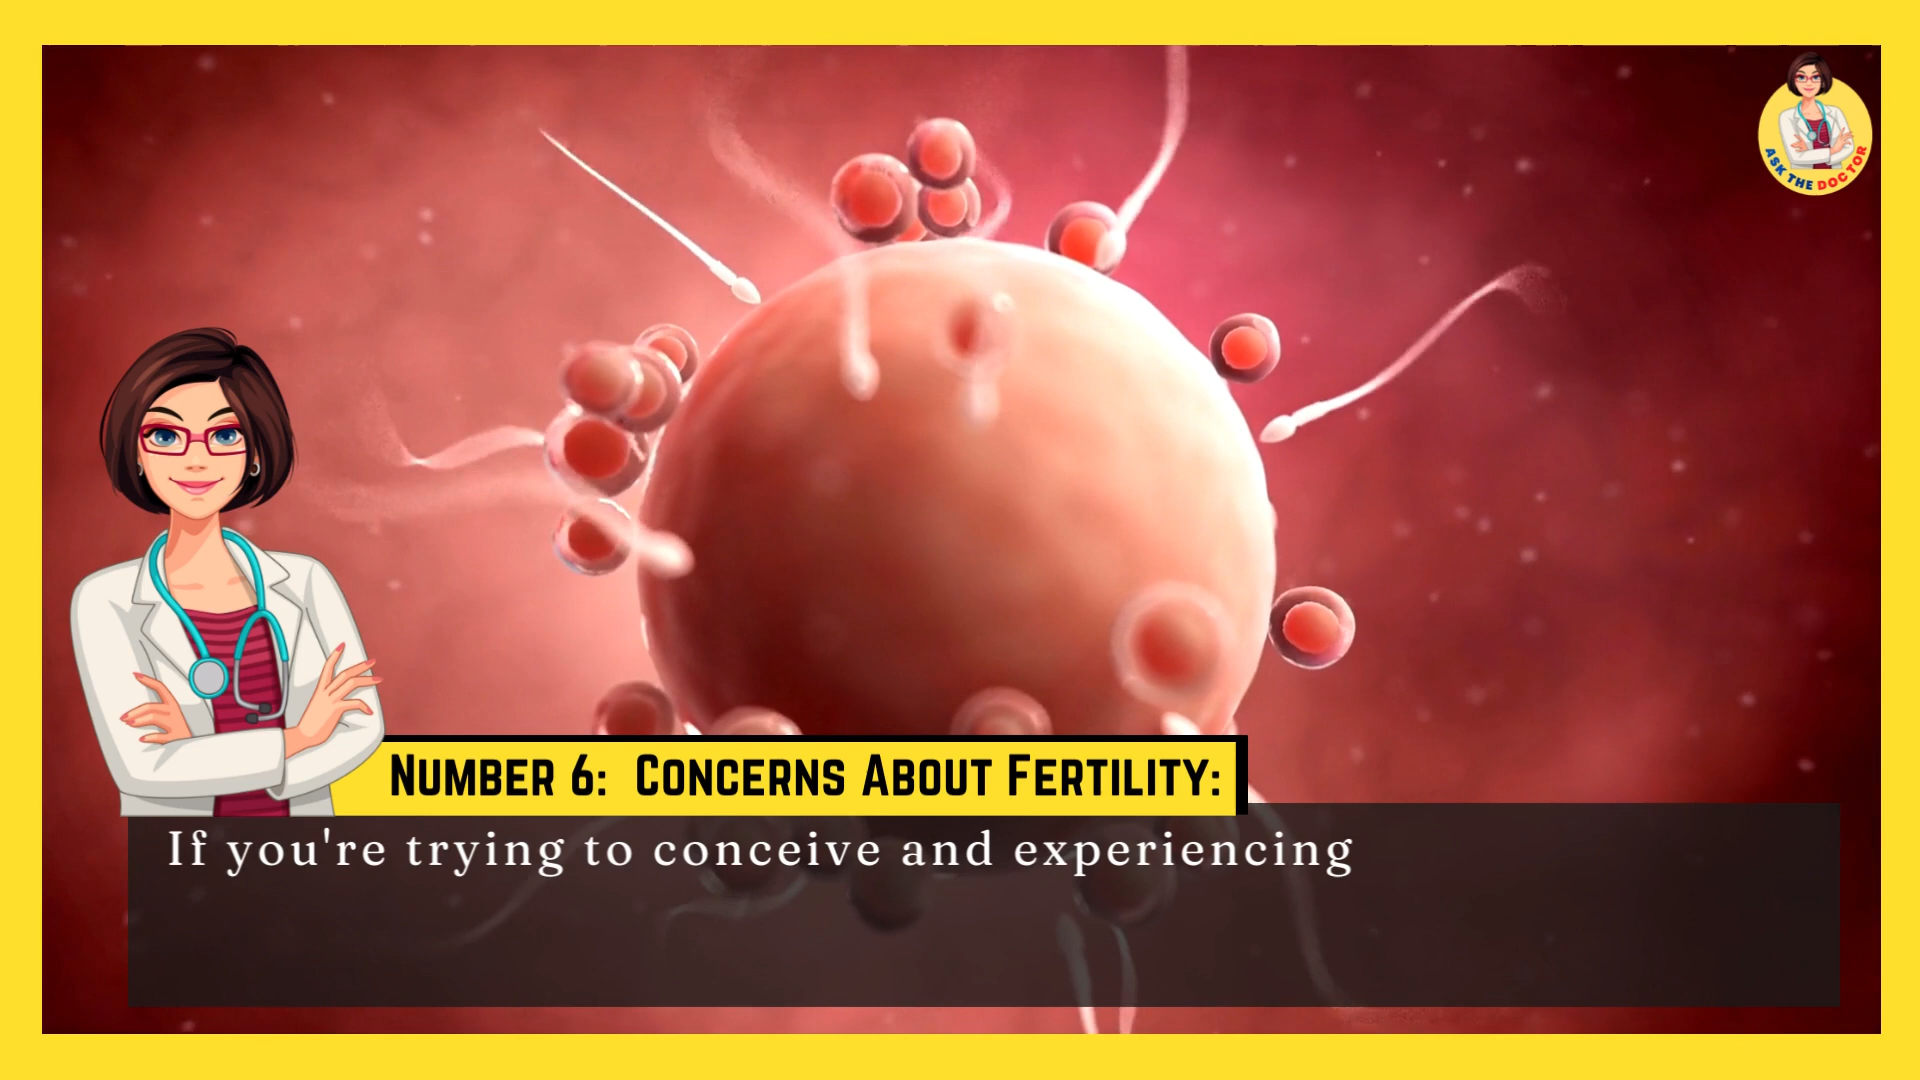 ASK THE DOCTOR
Number 6: Concerns About Fertility:
If you're trying to conceive and experiencing